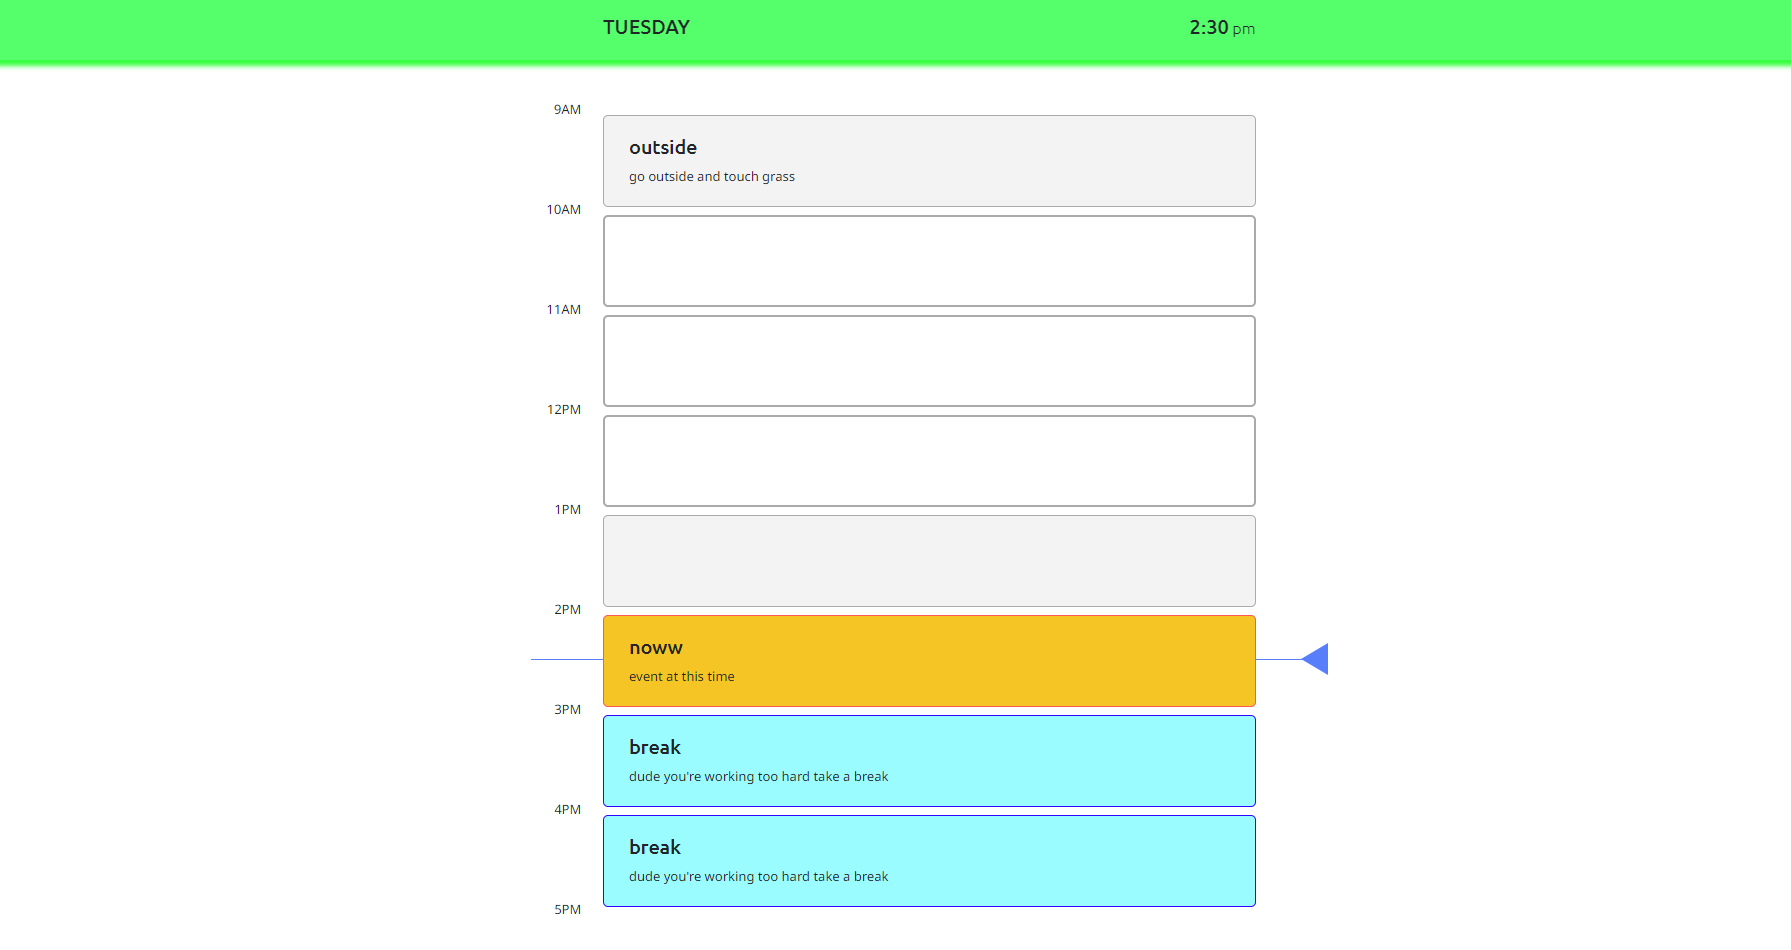 TUESDAY 2:30 pm
9AM
outside
go outside and touch grass
10AM
11AM
12PM
1PM
2PM
noww
event at this time
3PM
break
dude you're working too hard take a break
4PM
break
dude you're working too hard take a break
5PM